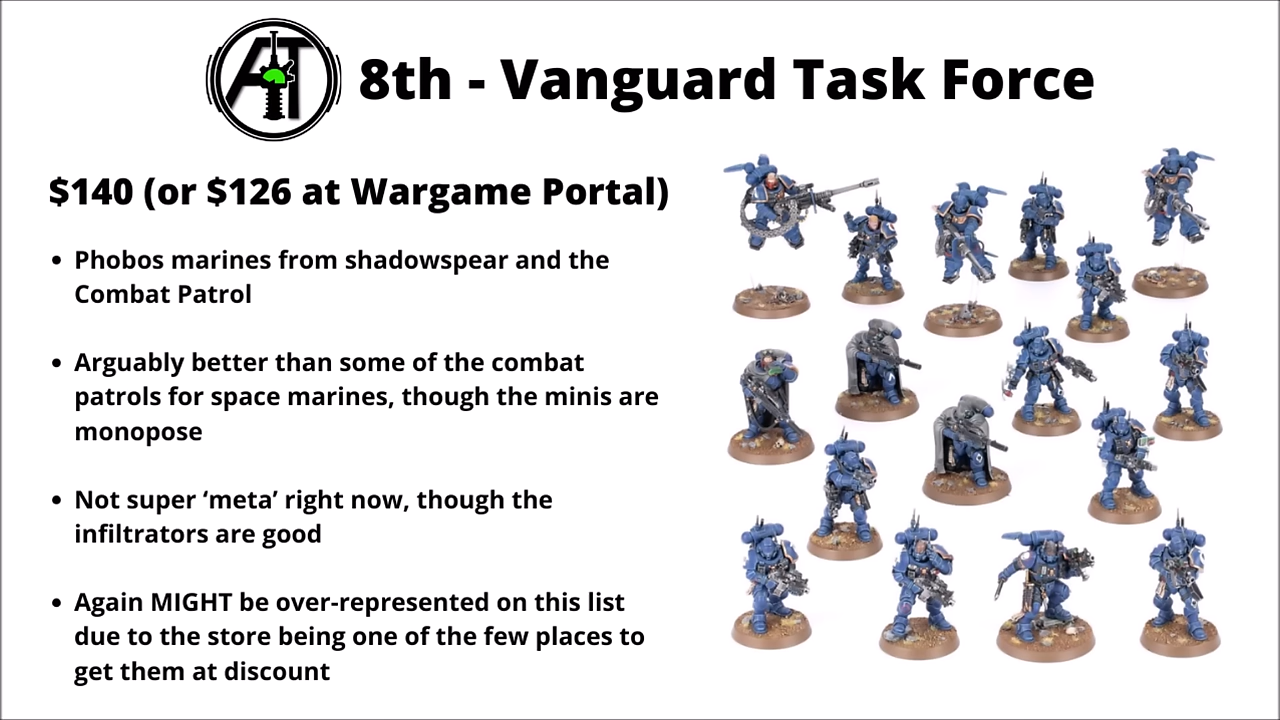 AT
8th - Vanguard Task Force
$140 (or $126 at Wargame Portal)
• Phobos marines from shadowspear and the
Combat Patrol
• Arguably better than some of the combat
patrols for space marines, though the minis are
monopose
• Not super ‘meta’ right now, though the
infiltrators are good
• Again MIGHT be over-represented on this list
due to the store being one of the few places to
get them at discount